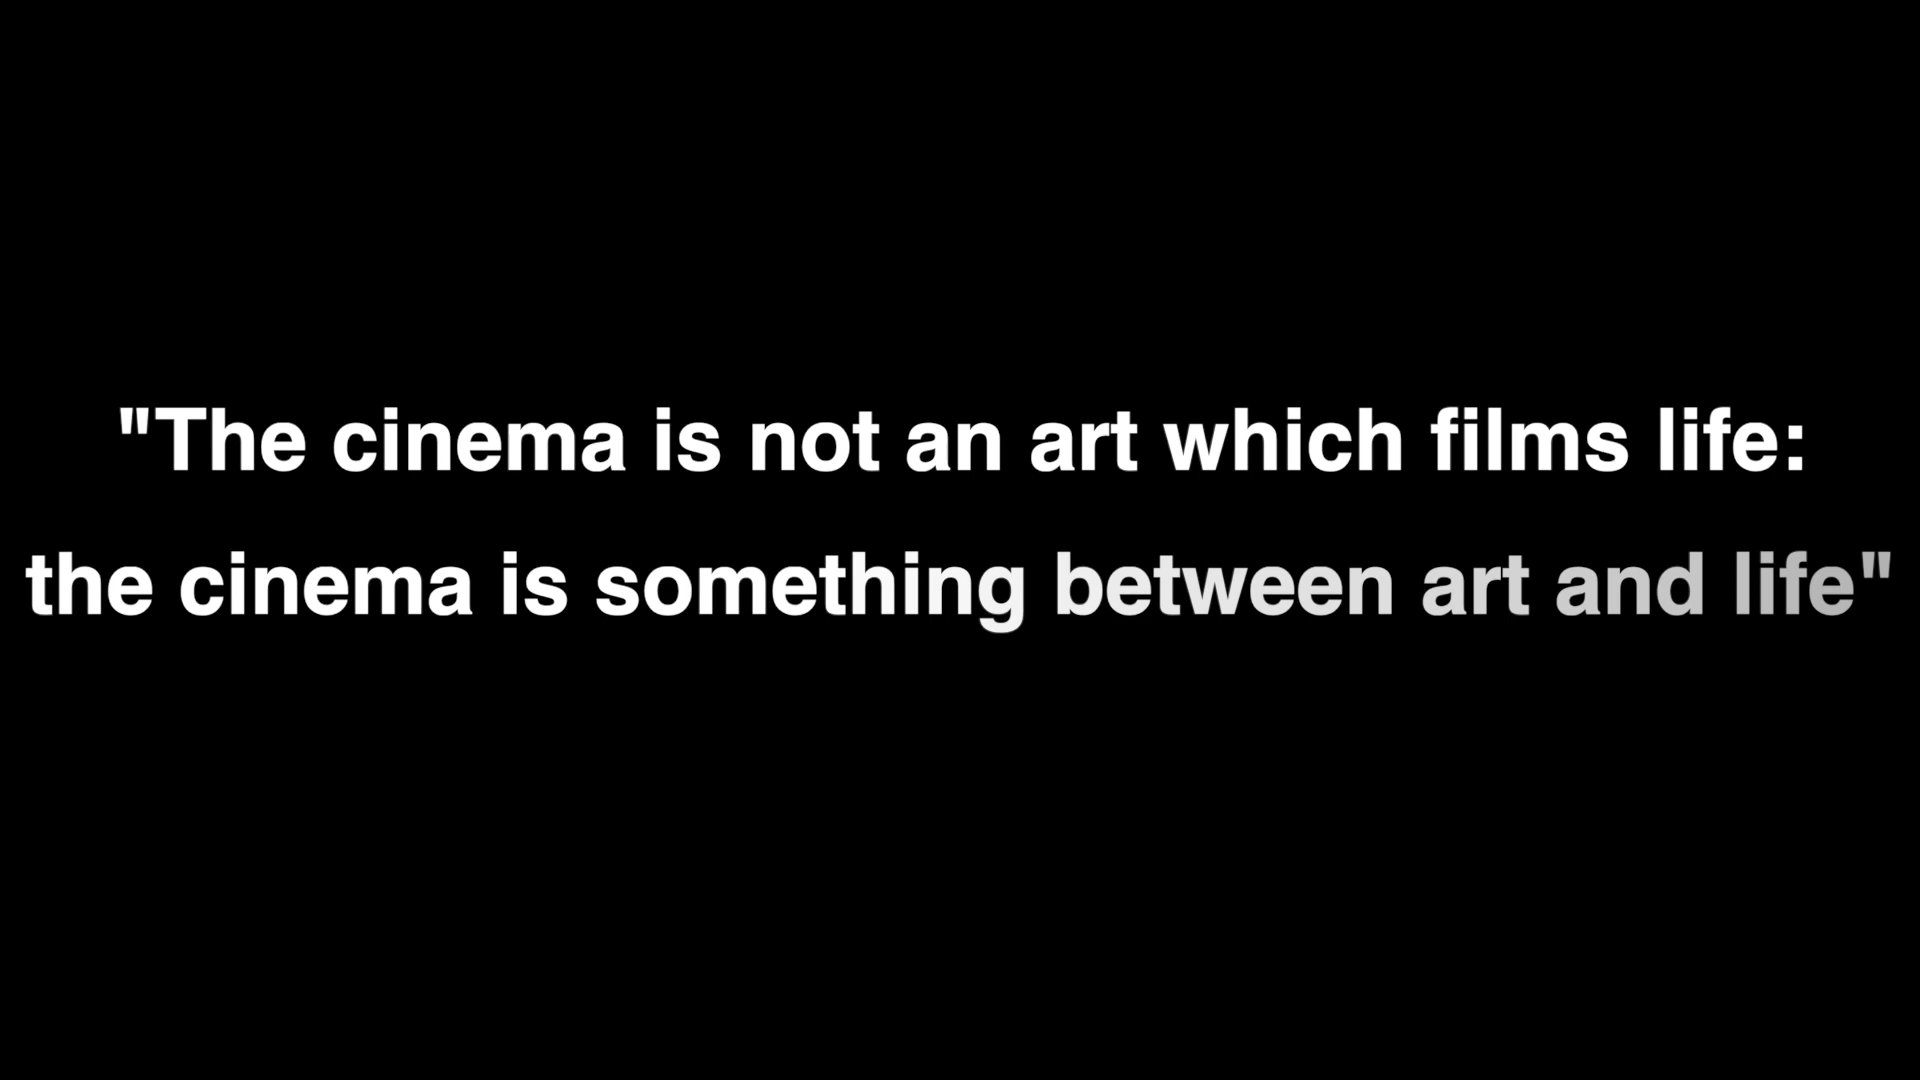 "The cinema is not an art which films life:
the cinema is something between art and life"